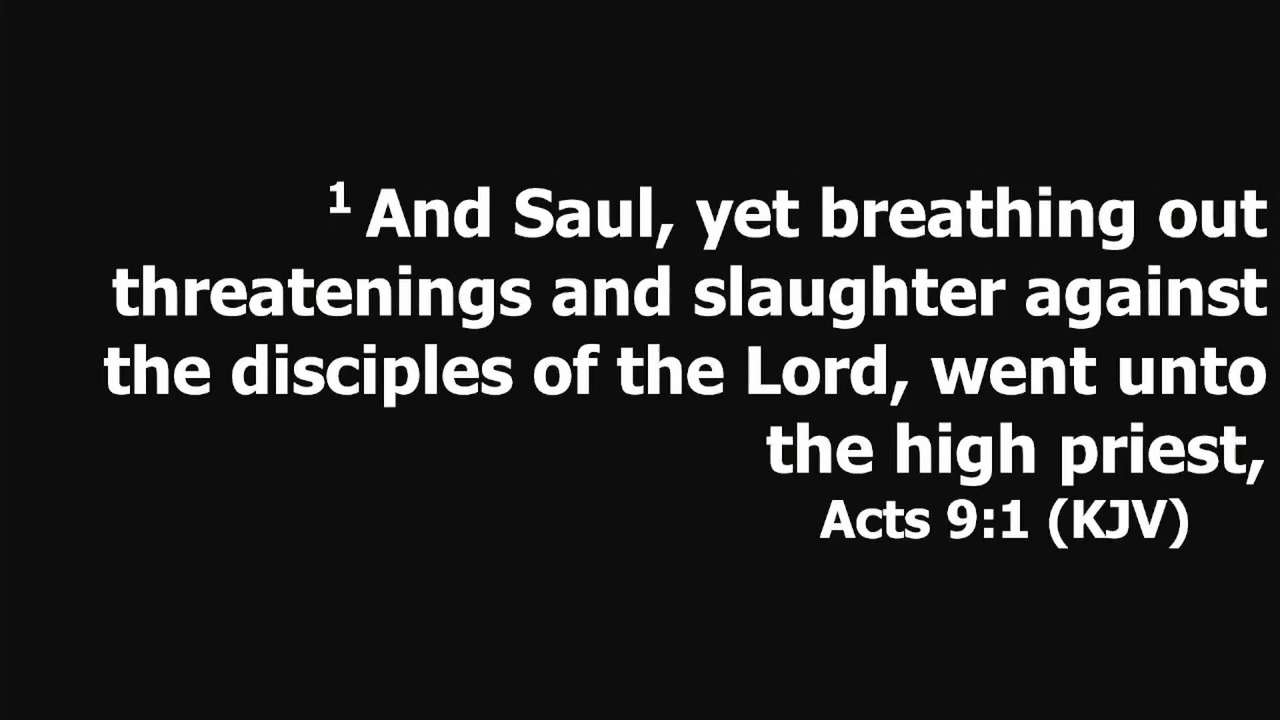 1 And Saul, yet breathing out
threatenings and slaughter against
the disciples of the Lord, went unto
the high priest,
Acts 9:1 (KJV)